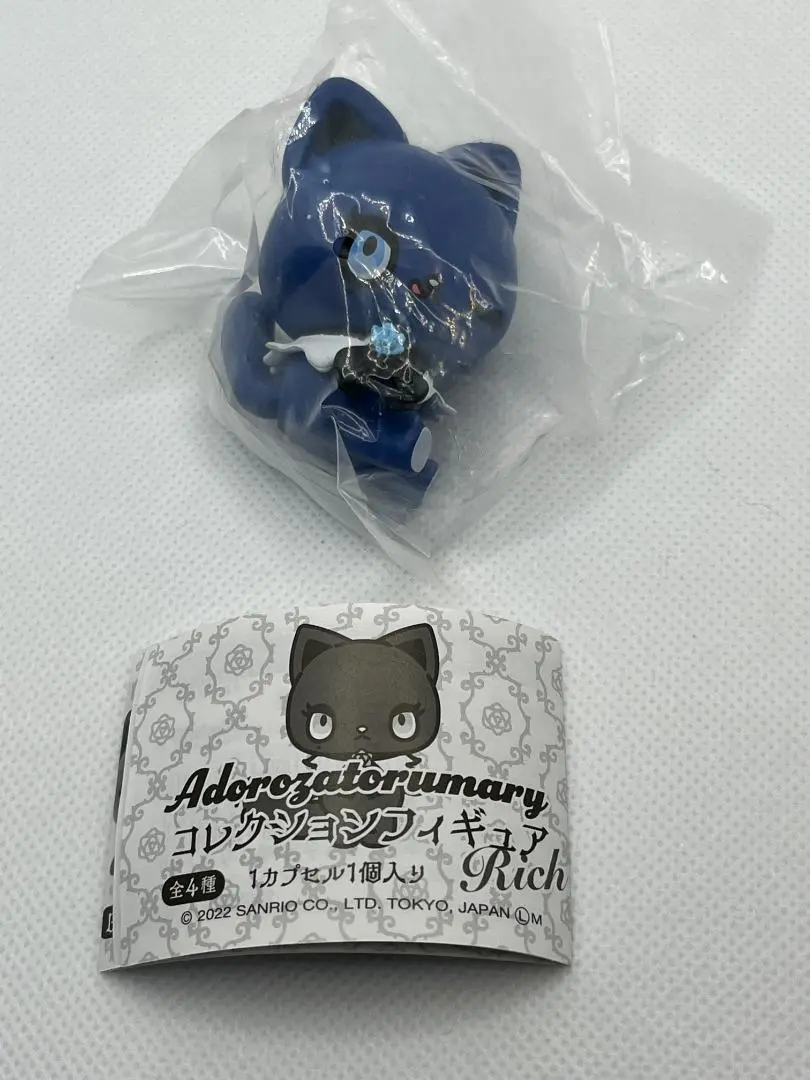 Adorozatorumary
コレクションフィギュア
Rich
全4種
1カプセル1個入り
© 2022 SANRIO CO., LTD. TOKYO, JAPAN Ⓛ M